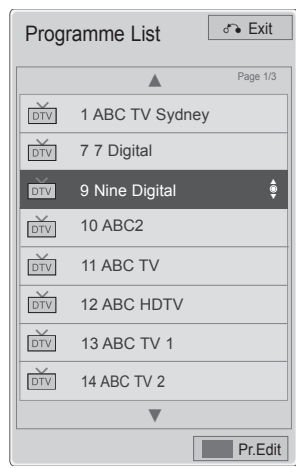 Programme List
Exit
Page 1/3
DTV 1 ABC TV Sydney
DTV 7 7 Digital
DTV 9 Nine Digital
DTV 10 ABC2
DTV 11 ABC TV
DTV 12 ABC HDTV
DTV 13 ABC TV 1
DTV 14 ABC TV 2
Pr.Edit